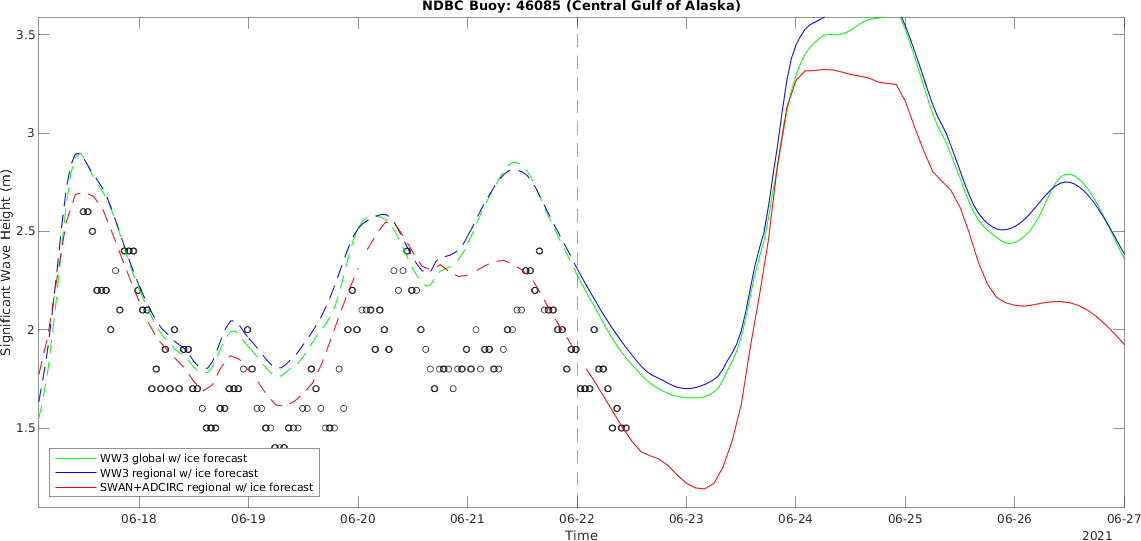 NDBC Buoy: 46085 (Central Gulf of Alaska)
3.5
3
2.5
2
1.5
Significant Wave Height (m)
WW3 global w/ ice forecast
WW3 regional w/ ice forecast
SWAN+ADCIRC regional w/ ice forecast
06-18 06-19 06-20 06-21 06-22 06-23 06-24 06-25 06-26 06-27
Time
2021